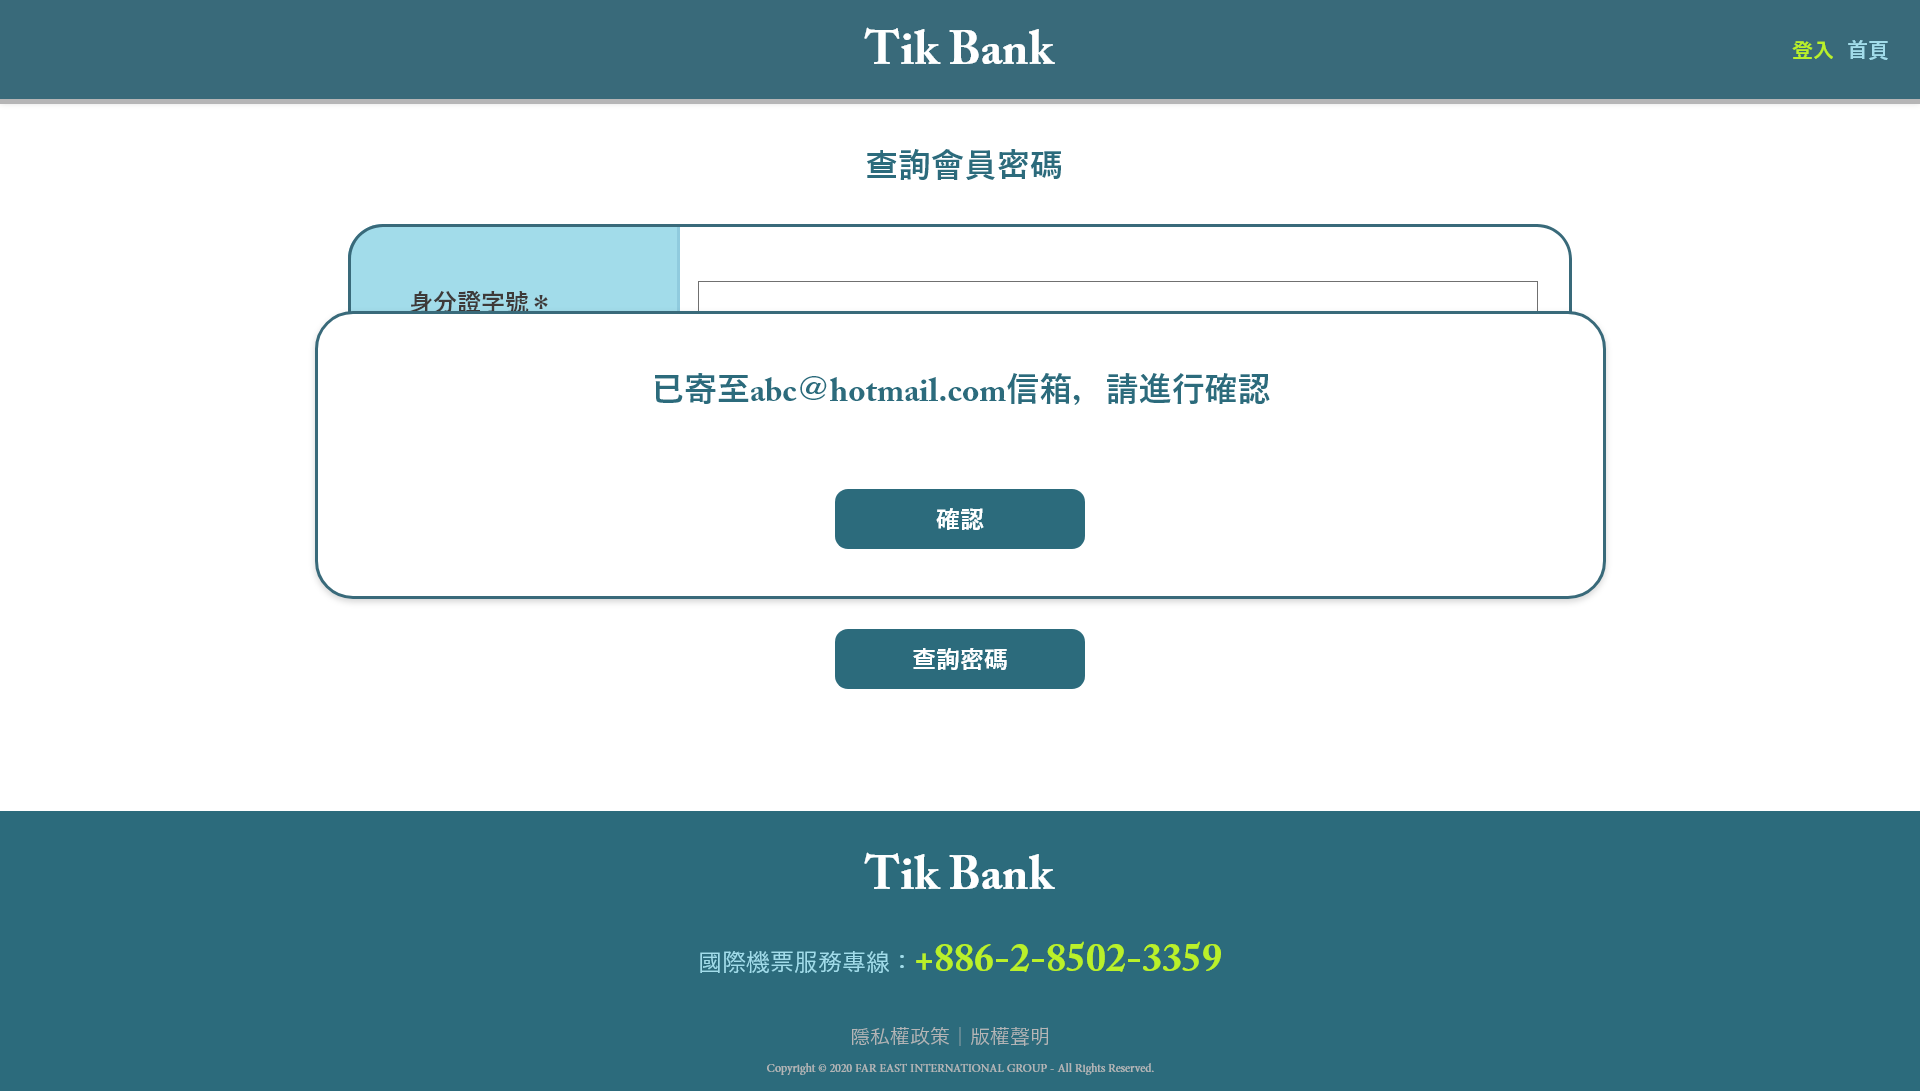 Tik Bank
登入 首頁
查詢會員密碼
身分證字號＊
已寄至abc@hotmail.com信箱，請進行確認
確認
查詢密碼
Tik Bank
國際機票服務專線：+886-2-8502-3359
隱私權政策｜版權聲明
Copyright © 2020 FAR EAST INTERNATIONAL GROUP - All Rights Reserved.